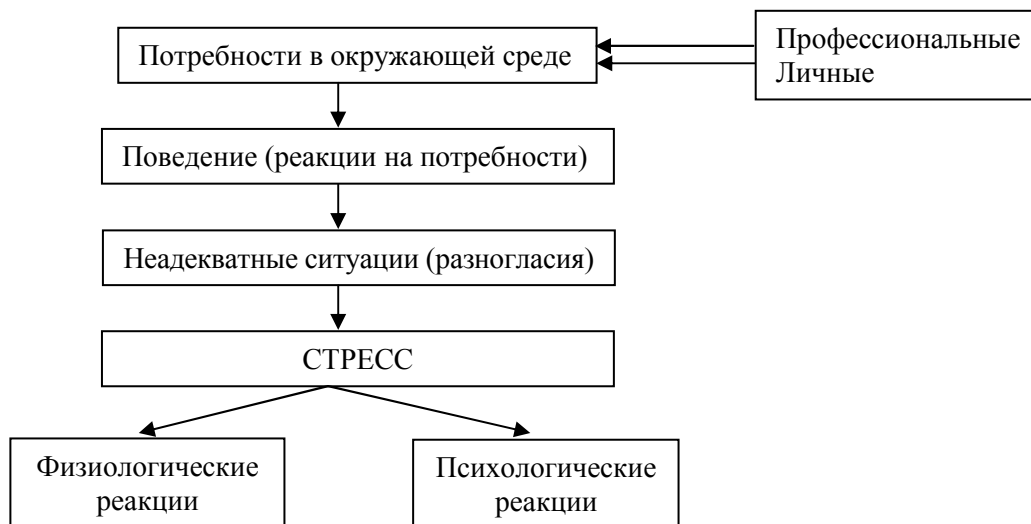 Потребности в окружающей среде
Профессиональные
Личные
Поведение (реакции на потребности)
Неадекватные ситуации (разногласия)
СТРЕСС
Физиологические
реакции
Психологические
реакции